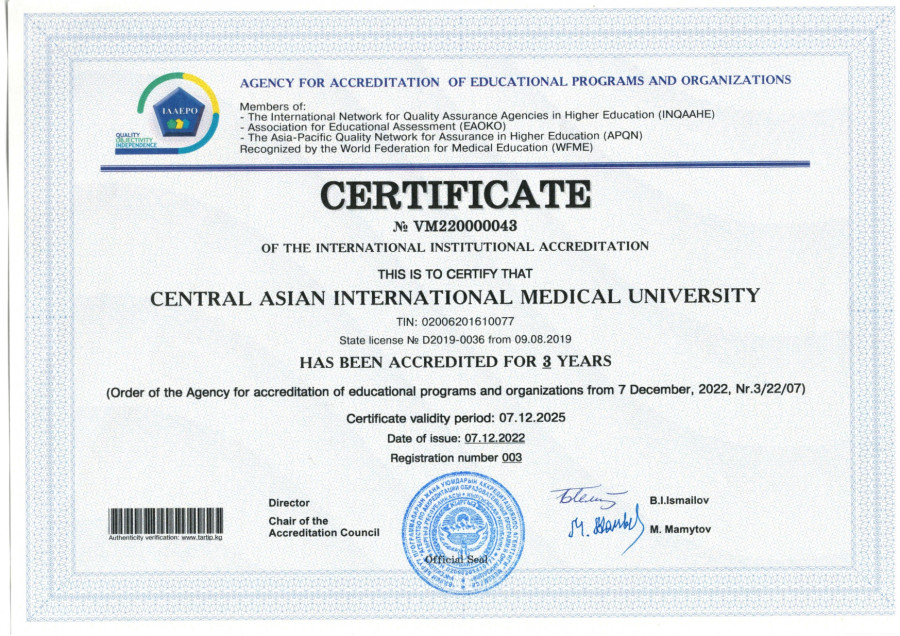 IAAEPO
QUALITY
OBJECTIVITY
INDEPENDENCE
AGENCY FOR ACCREDITATION OF EDUCATIONAL PROGRAMS AND ORGANIZATIONS
Members of:
- The International Network for Quality Assurance Agencies in Higher Education (INQAAHE)
- Association for Educational Assessment (EAOKO)
- The Asia-Pacific Quality Network for Assurance in Higher Education (APQN)
Recognized by the World Federation for Medical Education (WFME)
CERTIFICATE
№ VM220000043
OF THE INTERNATIONAL INSTITUTIONAL ACCREDITATION
THIS IS TO CERTIFY THAT
CENTRAL ASIAN INTERNATIONAL MEDICAL UNIVERSITY
TIN: 02006201610077
State license № D2019-0036 from 09.08.2019
HAS BEEN ACCREDITED FOR 3 YEARS
(Order of the Agency for accreditation of educational programs and organizations from 7 December, 2022, Nr.3/22/07)
Certificate validity period: 07.12.2025
Date of issue: 07.12.2022
Registration number 003
Director
B.I.Ismailov
Chair of the
Accreditation Council
M. Mamytov
Authenticity verification: www.tartip.kg
Official Seal